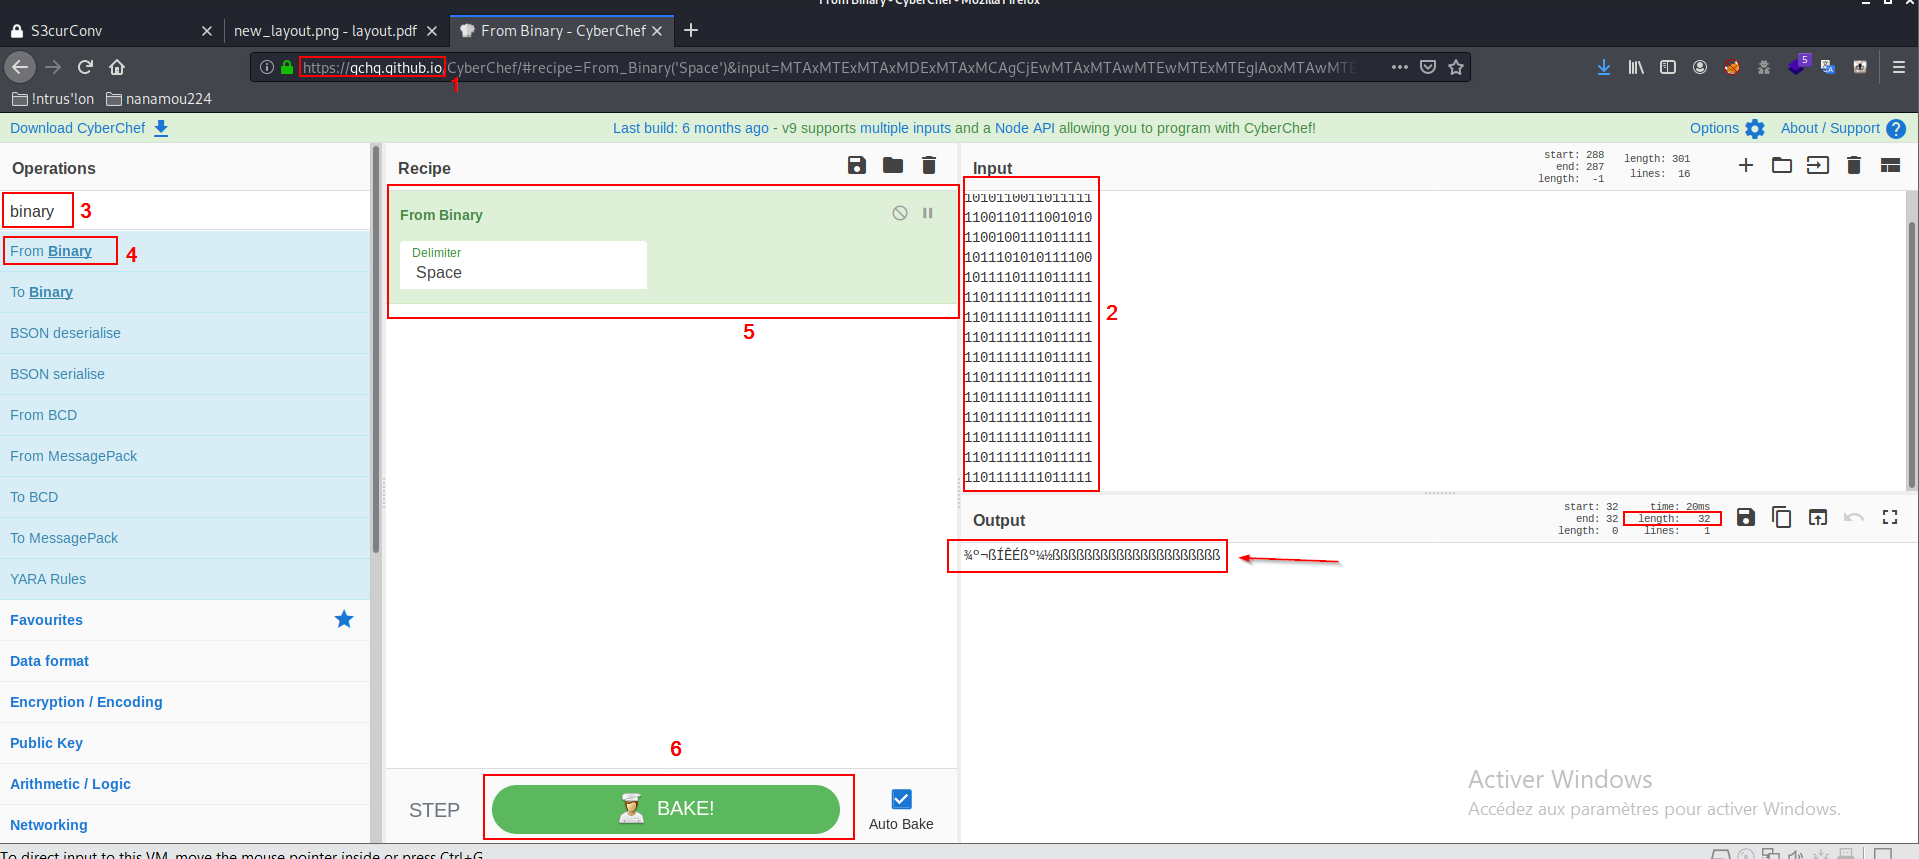 From Binary - CyberChef - Mozilla Firefox
S3curConv
new_layout.png - layout.pdf
From Binary - CyberChef
https://gchq.github.io/CyberChef/#recipe=From_Binary('Space')&input=MTAxMTExMTAxMDExMTAxMCAgCjEwMTAxMTAwMTEwMTExMTEgIAoxMTAwMTE
1
5
!ntrus'!on
nanamou224
Download CyberChef
Last build: 6 months ago - v9 supports multiple inputs and a Node API allowing you to program with CyberChef!
Options
About / Support
Operations
binary
3
From Binary
4
To Binary
BSON deserialise
BSON serialise
From BCD
From MessagePack
To BCD
To MessagePack
YARA Rules
Favourites
Data format
Encryption / Encoding
Public Key
Arithmetic / Logic
Networking
Recipe
From Binary
Delimiter
Space
5
6
STEP
BAKE!
Auto Bake
Input
start: 288
end: 287
length: -1
length: 301
lines: 16
1010110011011111
1100110111001010
1100100111011111
1011101010111100
1011110111011111
1101111111011111
1101111111011111
1101111111011111
1101111111011111
1101111111011111
1101111111011111
1101111111011111
1101111111011111
1101111111011111
1101111111011111
2
Output
start: 32
end: 32
length: 0
time: 20ms
length: 32
lines: 1
¾º¬ßÍÊÉßº¼½ßßßßßßßßßßßßßßßßßßßßß
Activer Windows
Accédez aux paramètres pour activer Windows.
To direct input to this VM, move the mouse pointer inside or press Ctrl+G.